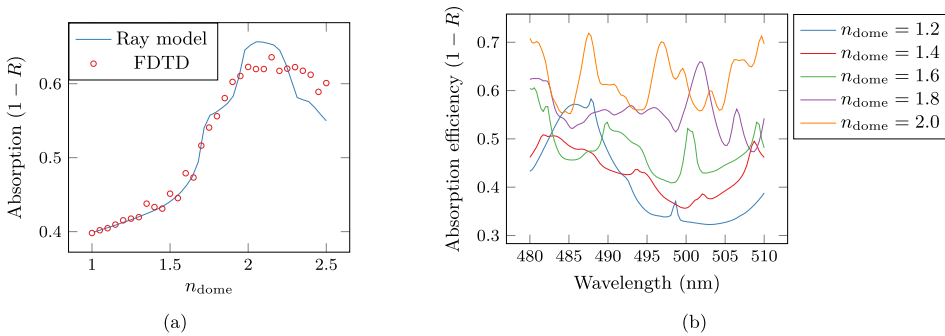 Absorption (1 − R)
0.6
0.5
0.4
Ray model
FDTD
1
1.5
2
2.5
n_dome
(a)
Absorption efficiency (1 − R)
0.7
0.6
0.5
0.4
0.3
480
485
490
495
500
505
510
Wavelength (nm)
n_dome = 1.2
n_dome = 1.4
n_dome = 1.6
n_dome = 1.8
n_dome = 2.0
(b)